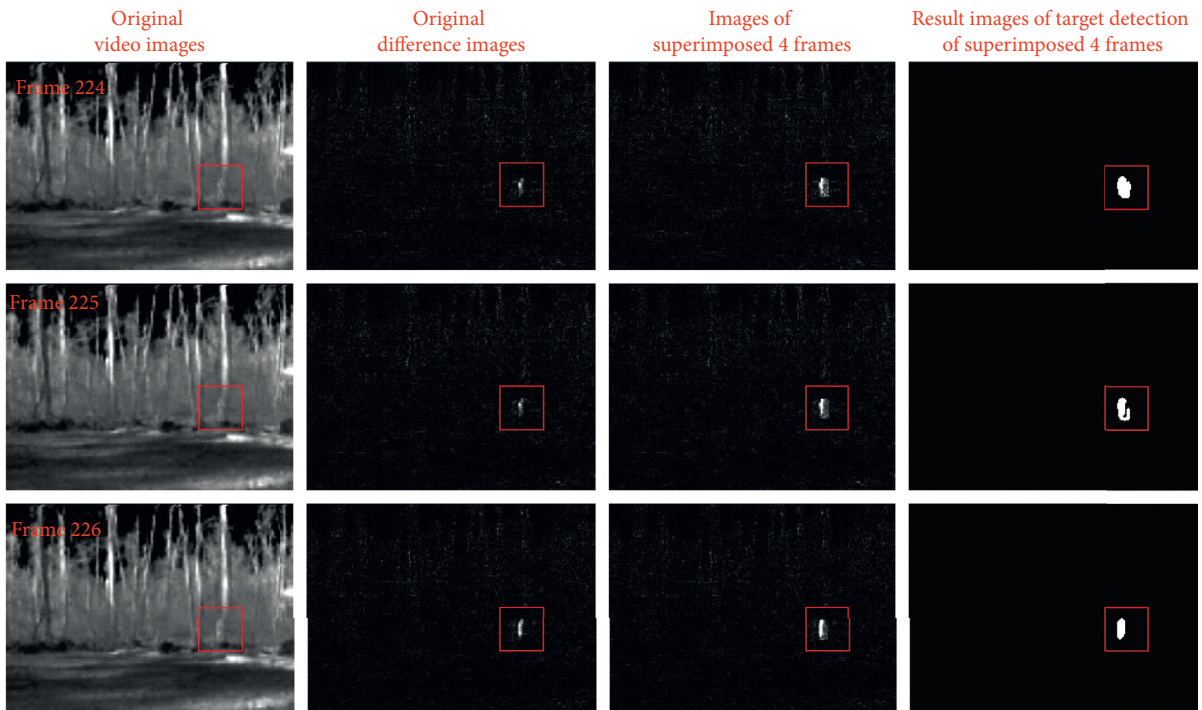 Original
video images
Original
difference images
Images of
superimposed 4 frames
Result images of target detection
of superimposed 4 frames
Frame 224
Frame 225
Frame 226